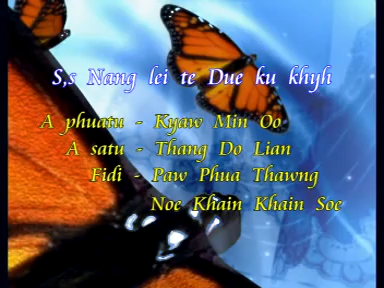 S,s Nang lei te Due ku khyh
A phuatu - Kyaw Min Oo
A satu - Thang Do Lian
Fidi - Paw Phua Thawng
Noe Khain Khain Soe